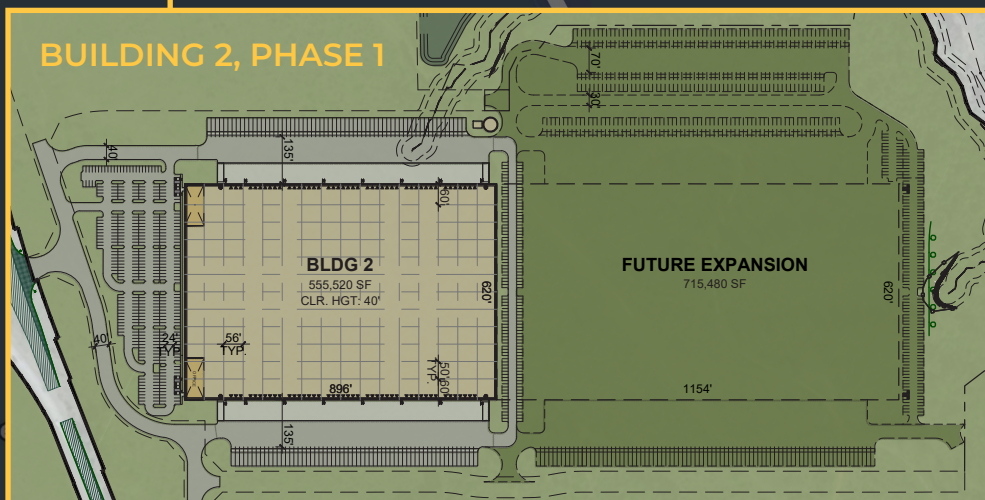 BUILDING 2, PHASE 1
70'
30'
135'
40'
60'
BLDG 2
555,520 SF
CLR. HGT: 40'
620'
FUTURE EXPANSION
715,480 SF
620'
40'
24'
TYP.
56'
TYP.
50'
TYP.
60'
896'
1154'
135'